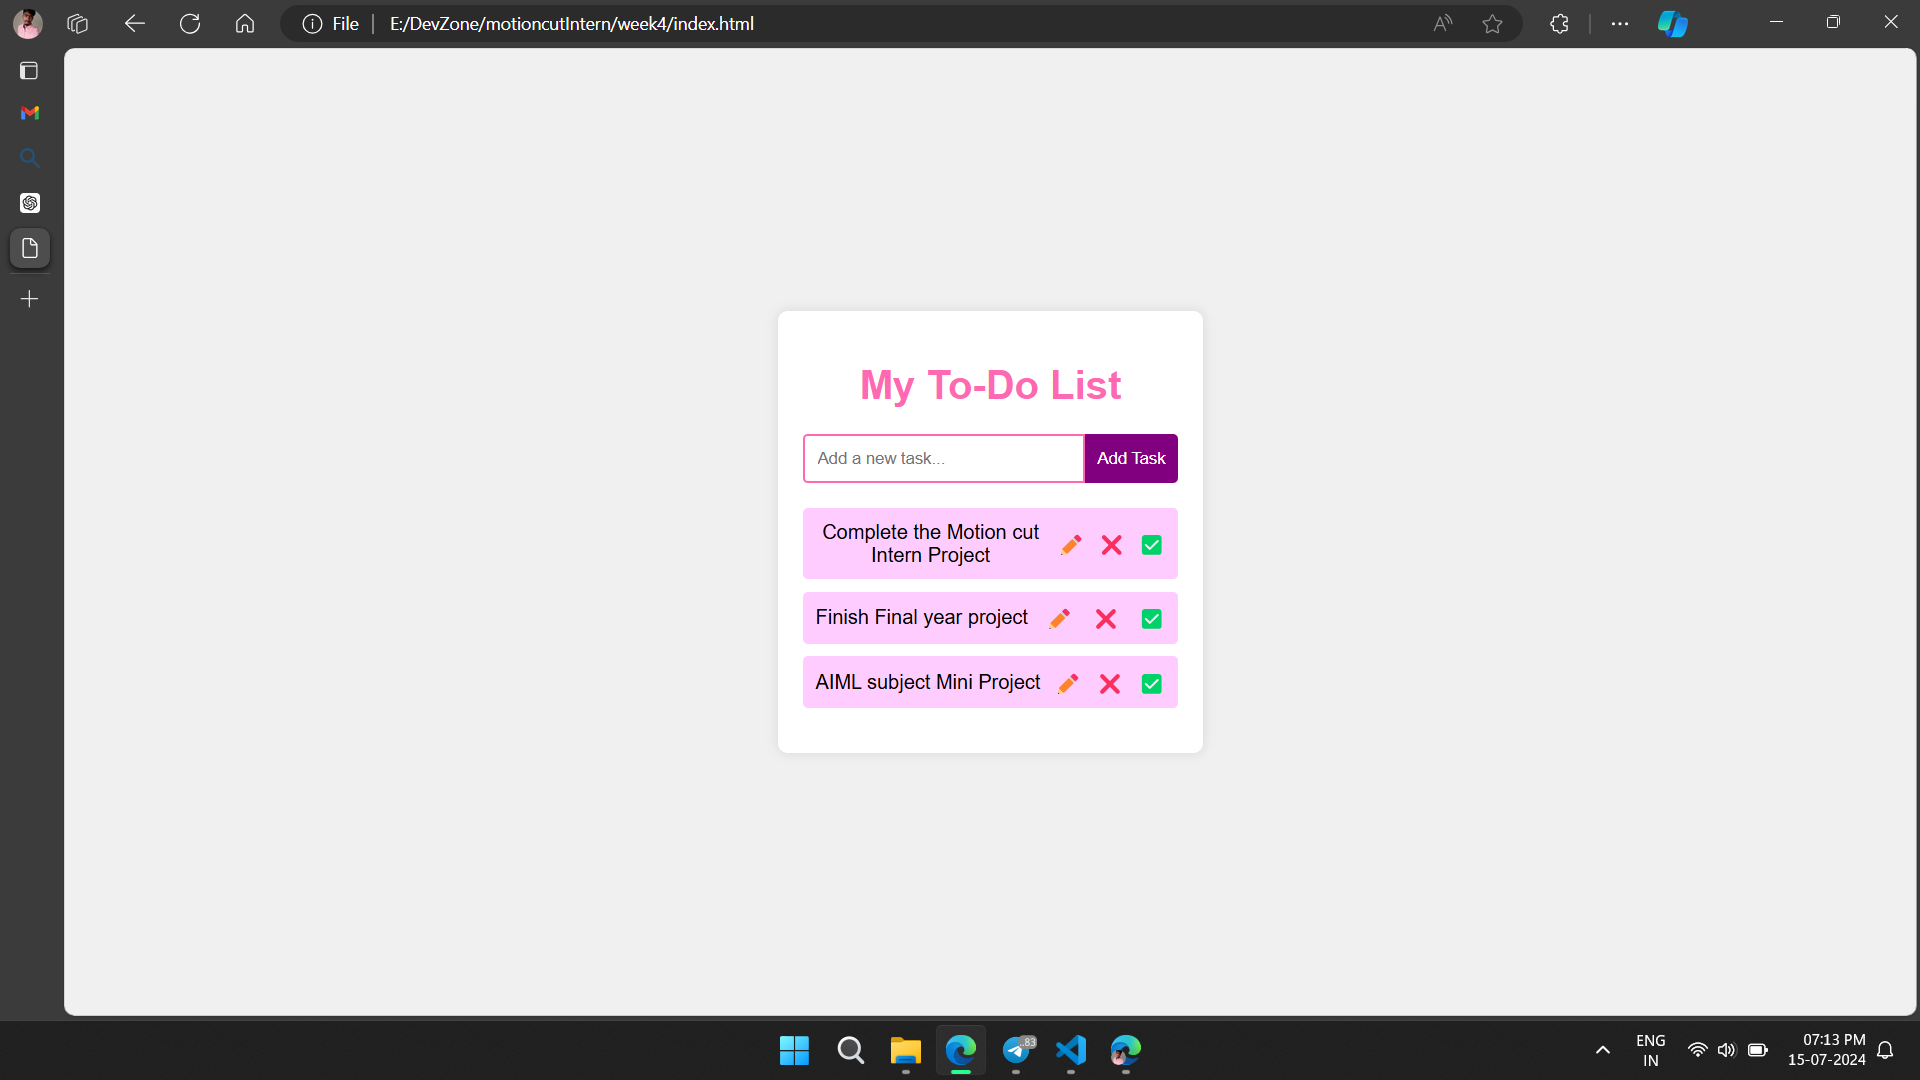 File
E:/DevZone/motioncutIntern/week4/index.html
My To-Do List
Add a new task...
Add Task
Complete the Motion cut
Intern Project
Finish Final year project
AIML subject Mini Project
..83
ENG
IN
07:13 PM
15-07-2024